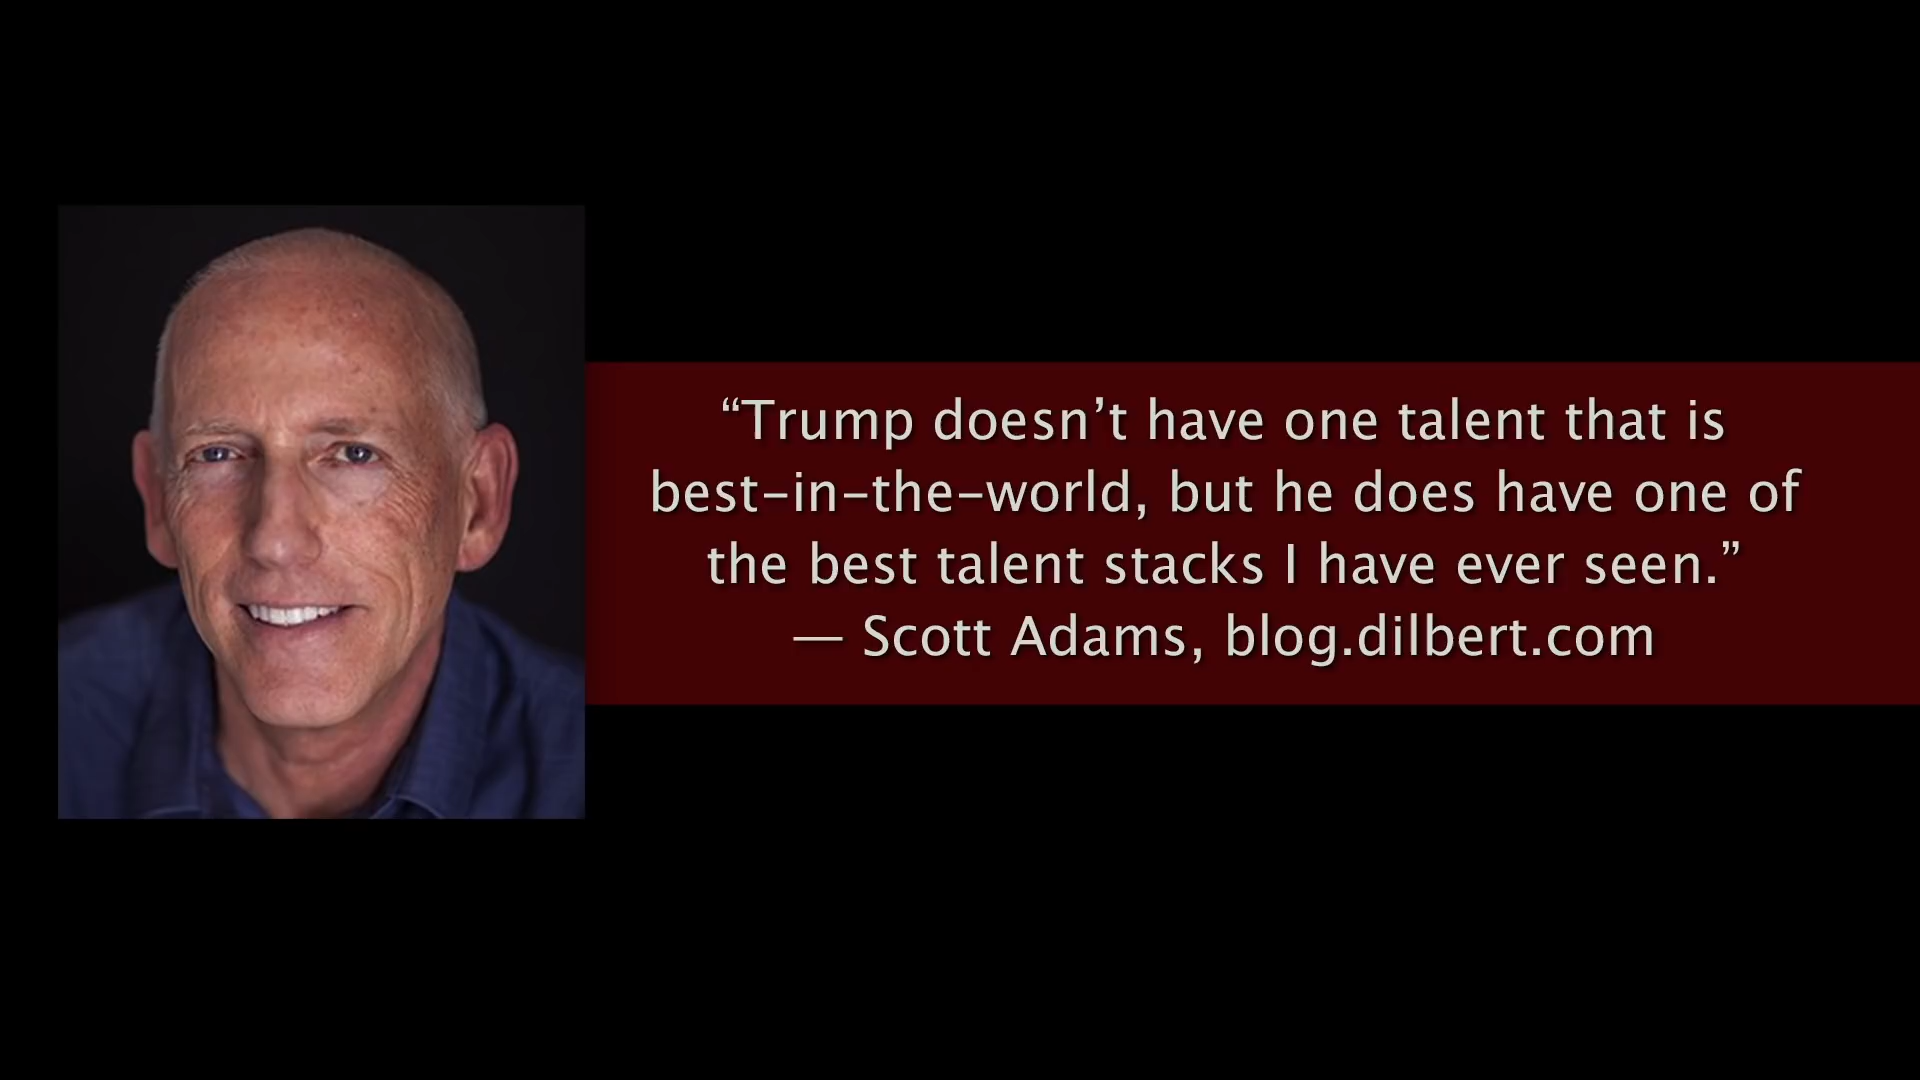 “Trump doesn’t have one talent that is
best-in-the-world, but he does have one of
the best talent stacks I have ever seen.”
— Scott Adams, blog.dilbert.com